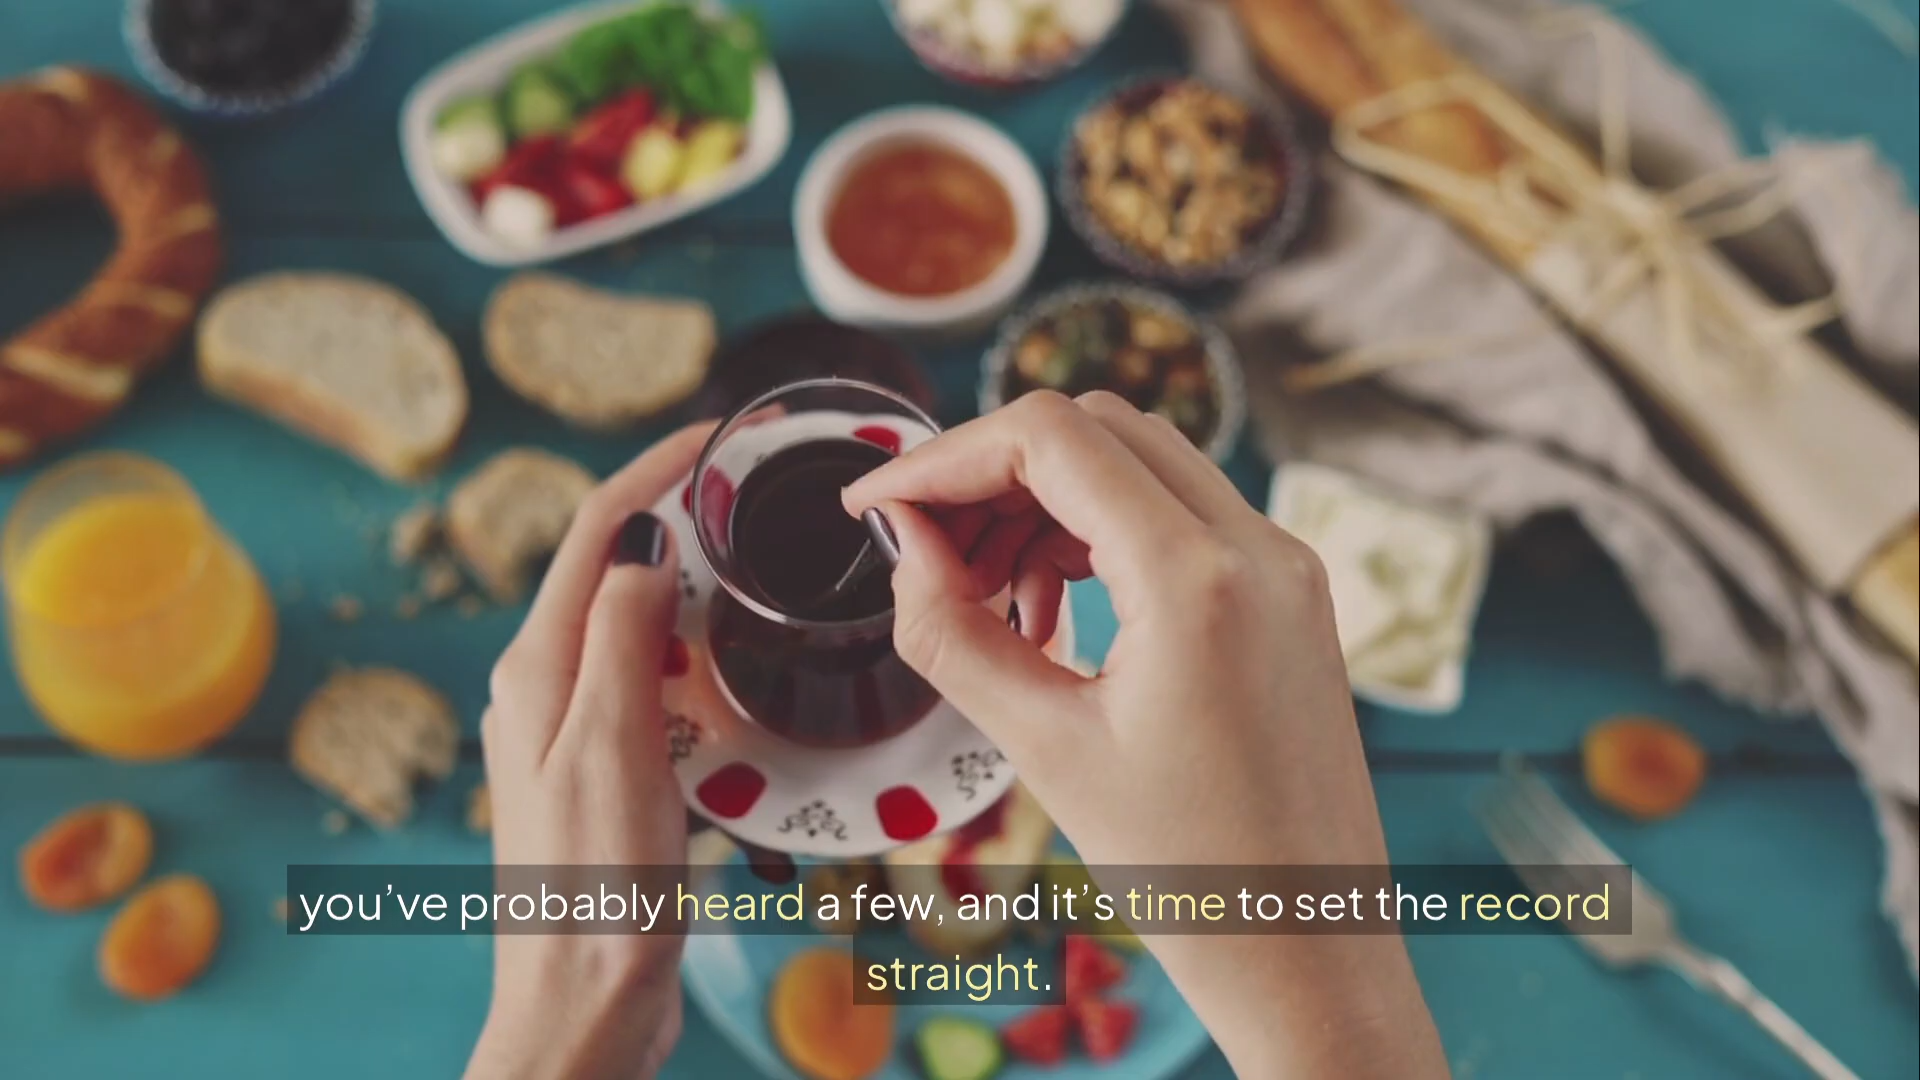 you’ve probably heard a few, and it’s time to set the record
straight.